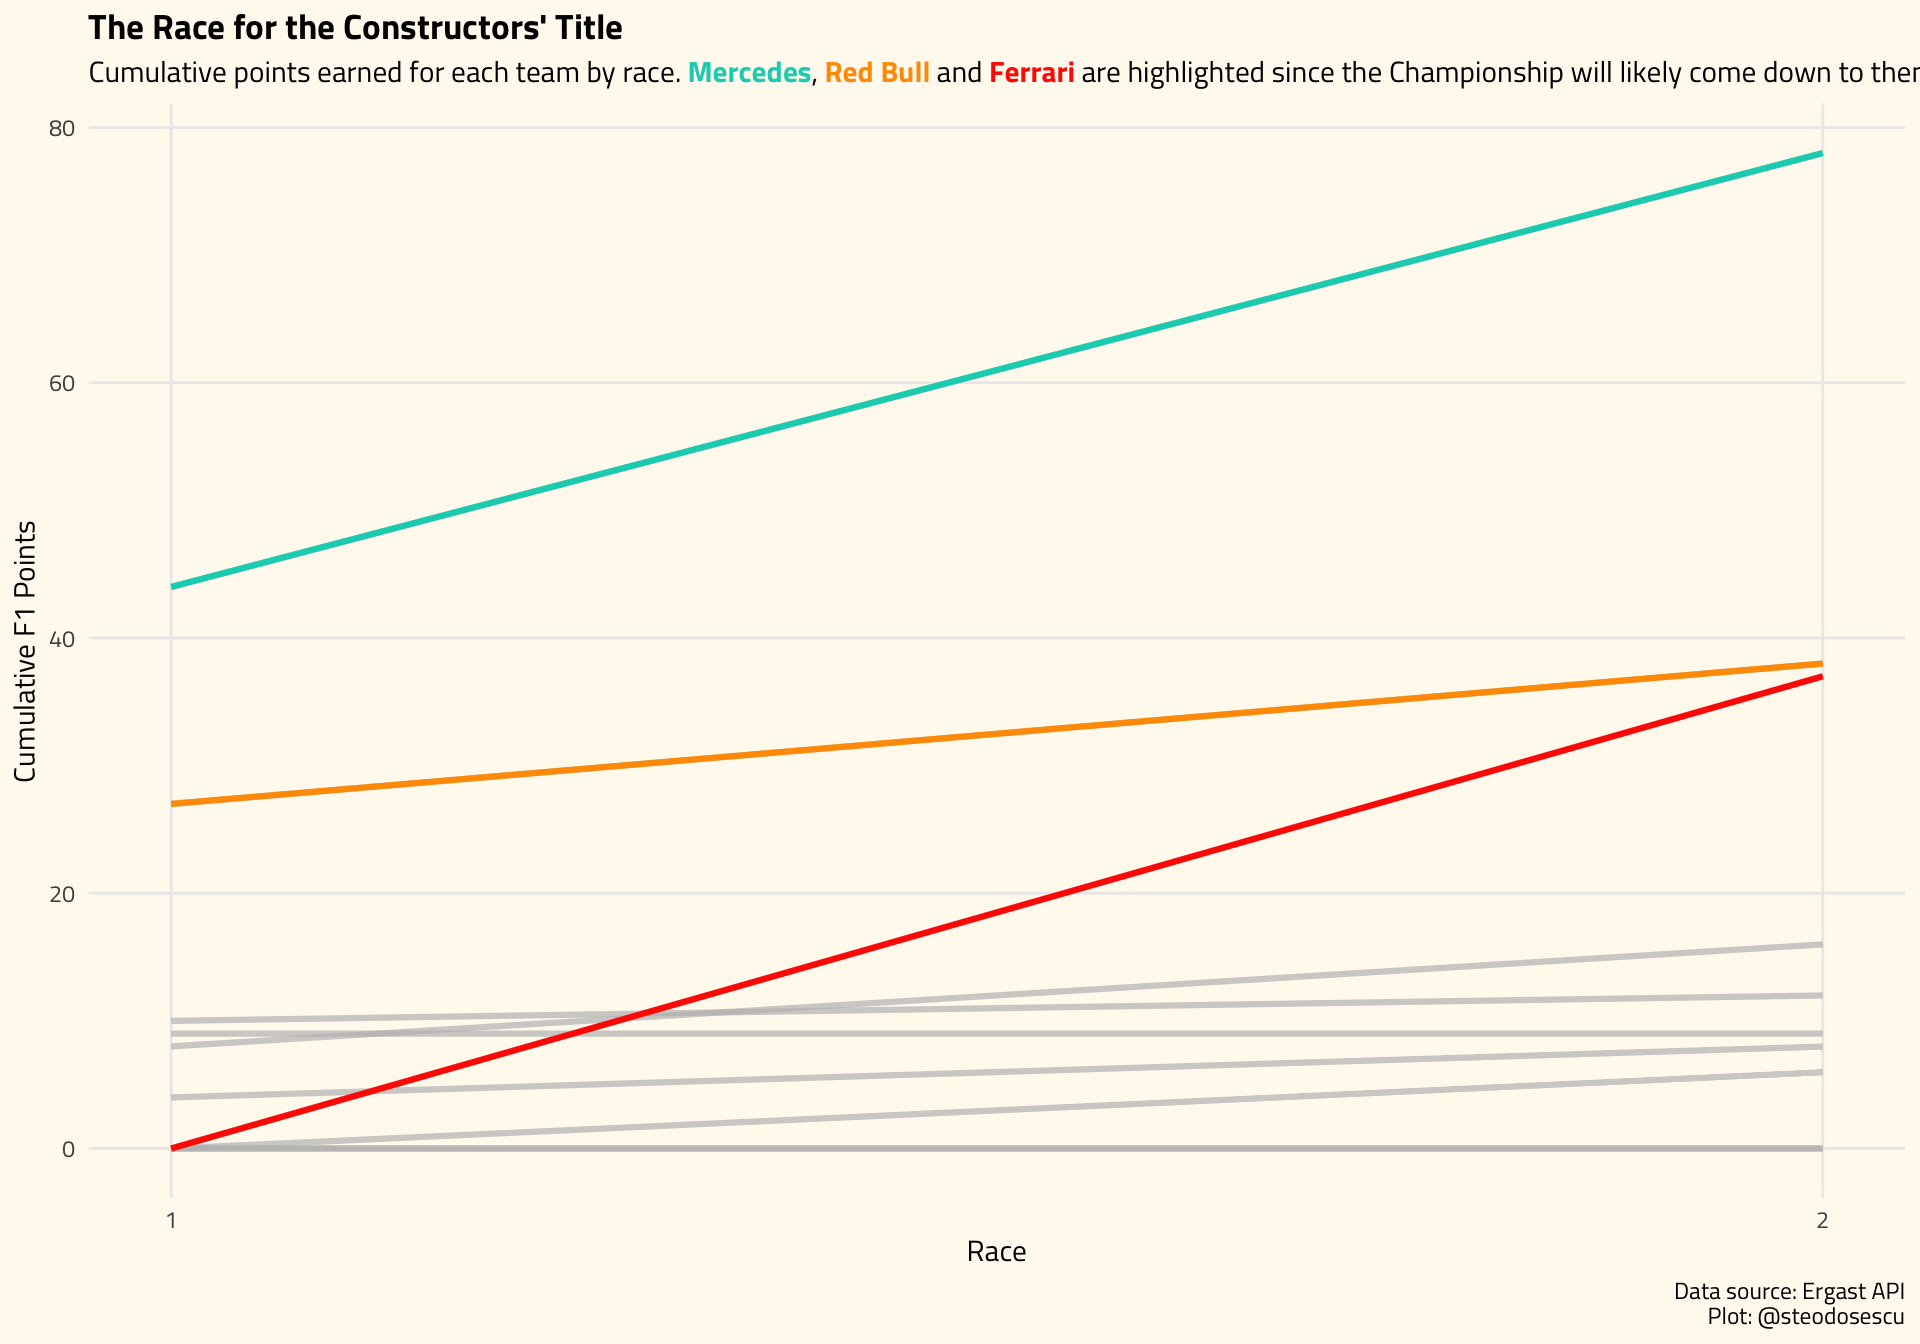 The Race for the Constructors' Title
Cumulative points earned for each team by race. Mercedes, Red Bull and Ferrari are highlighted since the Championship will likely come down to
80
60
40
20
0
Cumulative F1 Points
1
2
Race
Data source: Ergast API
Plot: @steodosescu